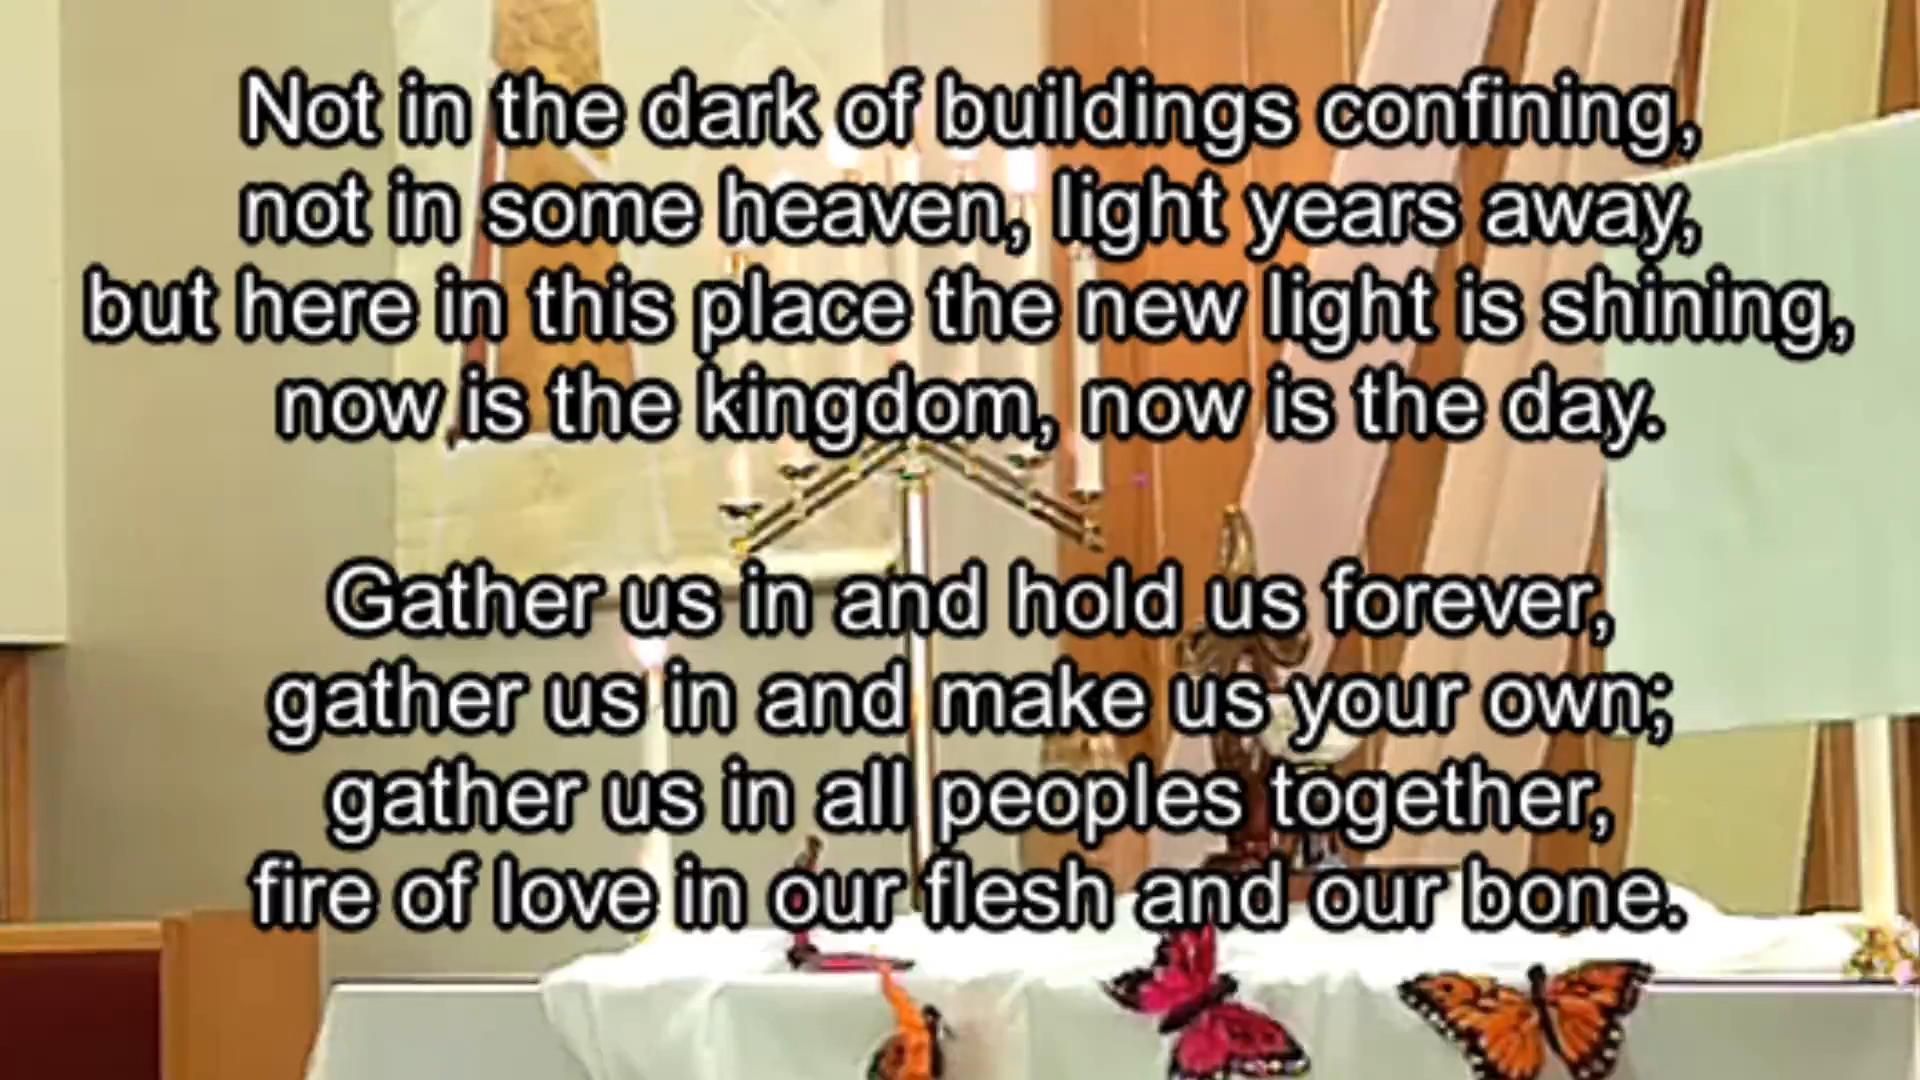 Not in the dark of buildings confining,
not in some heaven, light years away,
but here in this place the new light is shining,
now is the kingdom, now is the day.
Gather us in and hold us forever,
gather us in and make us your own;
gather us in all peoples together,
fire of love in our flesh and our bone.